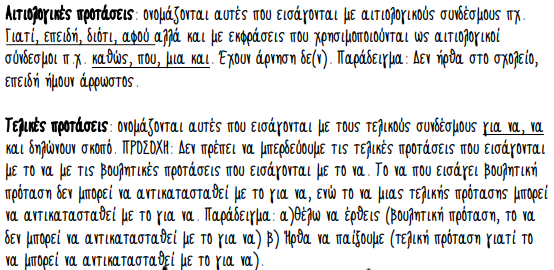 Αιτιολογικές προτάσεις: ονομάζονται αυτές που εισάγονται με αιτιολογικούς συνδέσμους πχ.
Γιατί, επειδή, διότι, αφού αλλά και με εκφράσεις που χρησιμοποιούνται ως αιτιολογικοί
σύνδεσμοι π.χ. καθώς, που, μια και. Έχουν άρνηση δε(ν). Παράδειγμα: Δεν ήρθα στο σχολείο,
επειδή ήμουν άρρωστος.
Τελικές προτάσεις: ονομάζονται αυτές που εισάγονται με τους τελικούς συνδέσμους για να, να
και δηλώνουν σκοπό. ΠΡΟΣΟΧΗ: Δεν πρέπει να μπερδεύουμε τις τελικές προτάσεις που εισάγονται
με το να με τις βουλητικές προτάσεις που εισάγονται με το να. Το να που εισάγει βουλητική
πρόταση δεν μπορεί να αντικατασταθεί με το για να, ενώ το να μιας τελικής πρότασης μπορεί
να αντικατασταθεί με το για να. Παράδειγμα: α)θέλω να έρθεις (βουλητική πρόταση, το να
δεν μπορεί να αντικατασταθεί με το για να) β) Ήρθα να παίξουμε (τελική πρόταση γιατί το
να μπορεί να αντικατασταθεί με το για να).